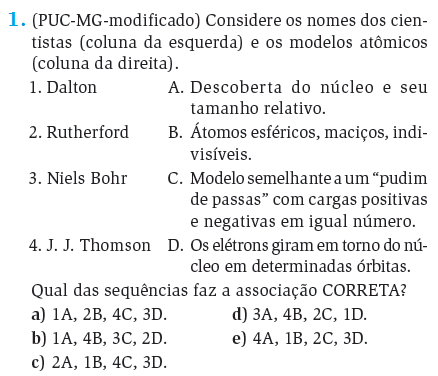 1. (PUC-MG-modificado) Considere os nomes dos cien-
tistas (coluna da esquerda) e os modelos atômicos
(coluna da direita).
1. Dalton A. Descoberta do núcleo e seu
tamanho relativo.
2. Rutherford B. Átomos esféricos, maciços, indi-
visíveis.
3. Niels Bohr C. Modelo semelhante a um “pudim
de passas” com cargas positivas
e negativas em igual número.
4. J. J. Thomson D. Os elétrons giram em torno do nú-
cleo em determinadas órbitas.
Qual das sequências faz a associação CORRETA?
a) 1A, 2B, 4C, 3D. d) 3A, 4B, 2C, 1D.
b) 1A, 4B, 3C, 2D. e) 4A, 1B, 2C, 3D.
c) 2A, 1B, 4C, 3D.